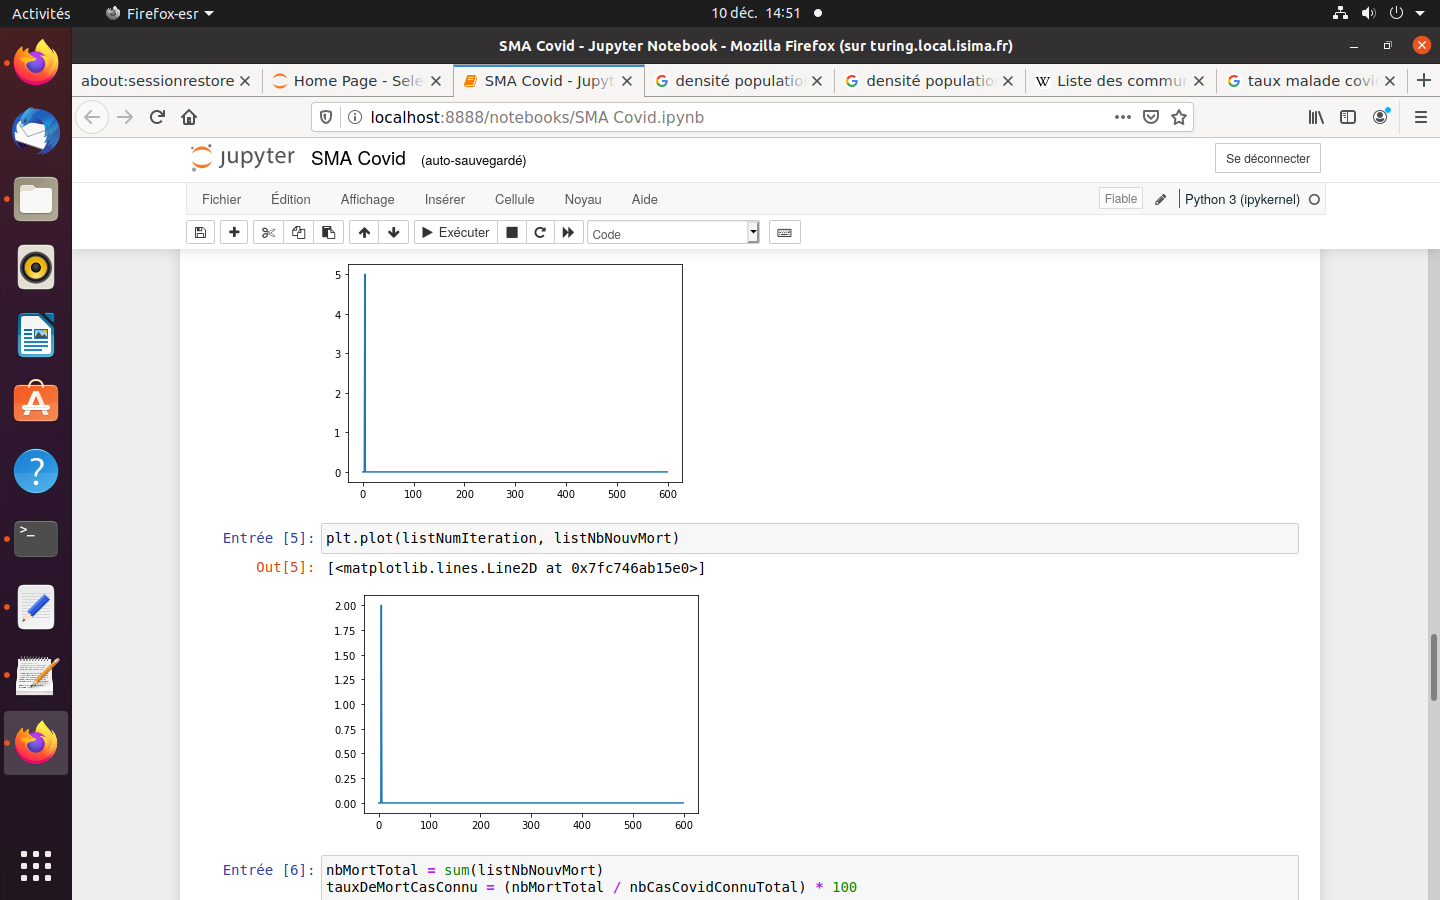 Activités
Firefox-esr
10 déc. 14:51
SMA Covid - Jupyter Notebook - Mozilla Firefox (sur turing.local.isima.fr)
about:sessionrestore
Home Page - Sele
SMA Covid - Jupyt
densité populatio
densité populatio
Liste des commu
taux malade covi
localhost:8888/notebooks/SMA Covid.ipynb
jupyter
SMA Covid
(auto-sauvegardé)
Se déconnecter
Fichier
Édition
Affichage
Insérer
Cellule
Noyau
Aide
Fiable
Python 3 (ipykernel)
Exécuter
Code
5
4
3
2
1
0
0 100 200 300 400 500 600
Entrée [5]:
plt.plot(listNumIteration, listNbNouvMort)
Out[5]:
[<matplotlib.lines.Line2D at 0x7fc746ab15e0>]
2.00
1.75
1.50
1.25
1.00
0.75
0.50
0.25
0.00
0 100 200 300 400 500 600
Entrée [6]:
nbMortTotal = sum(listNbNouvMort)
tauxDeMortCasConnu = (nbMortTotal / nbCasCovidConnuTotal) * 100